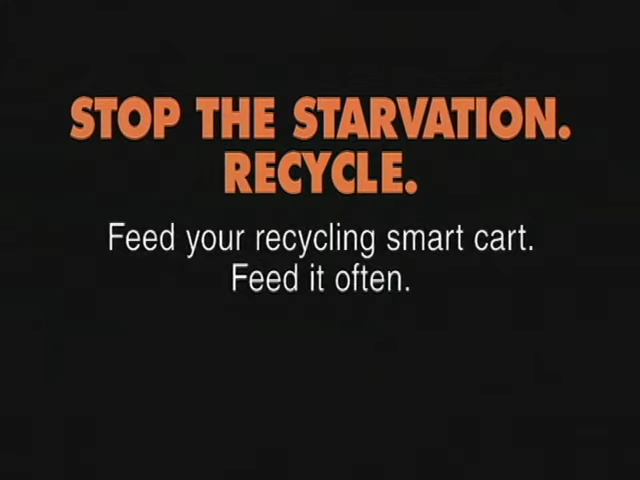 STOP THE STARVATION.
RECYCLE.
Feed your recycling smart cart.
Feed it often.